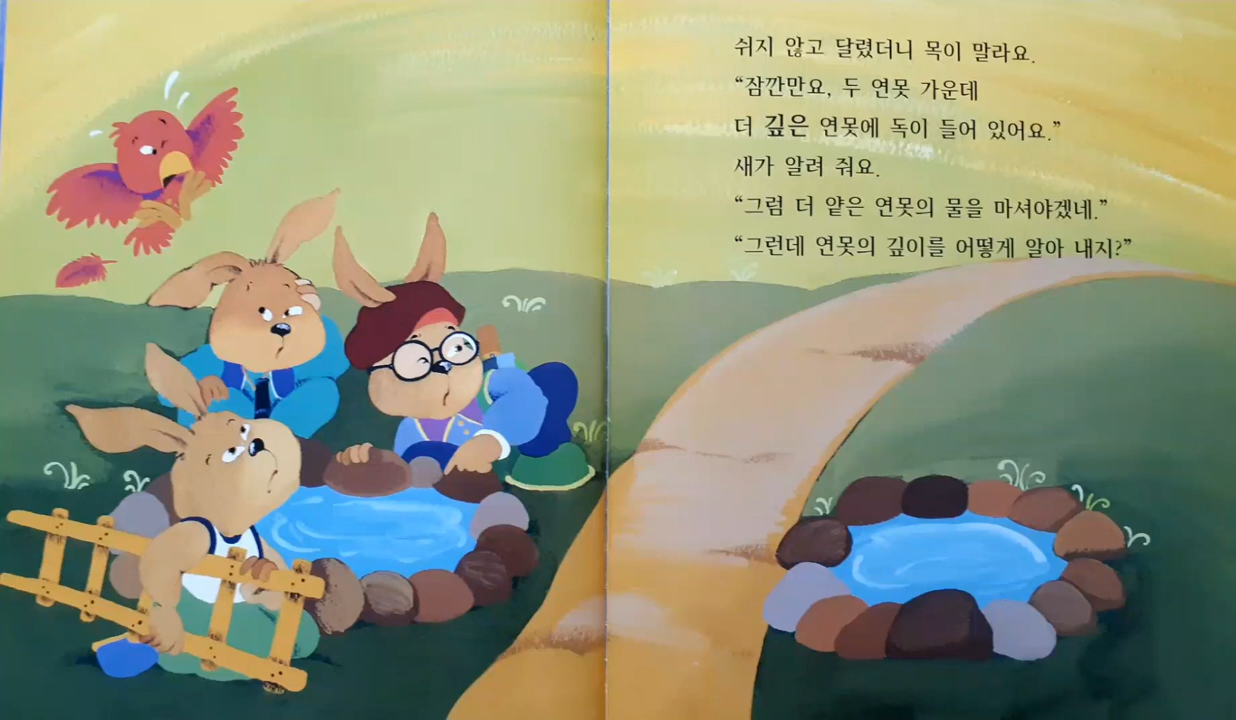 쉬지 않고 달렸더니 목이 말라요.
“잠깐만요, 두 연못 가운데
더 깊은 연못에 독이 들어 있어요.”
새가 알려 줘요.
“그럼 더 얕은 연못의 물을 마셔야겠네.”
“그런데 연못의 깊이를 어떻게 알아 내지?”